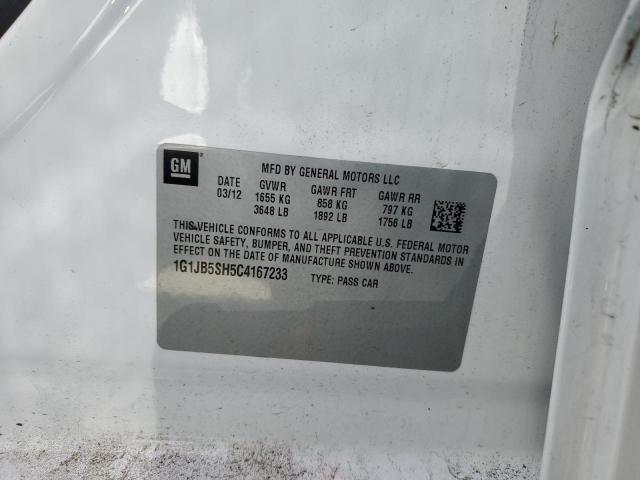 GM
MFD BY GENERAL MOTORS LLC
DATE GVWR GAWR FRT GAWR RR
03/12 1655 KG 858 KG 797 KG
3648 LB 1892 LB 1756 LB
THIS VEHICLE CONFORMS TO ALL APPLICABLE U.S. FEDERAL MOTOR
VEHICLE SAFETY, BUMPER, AND THEFT PREVENTION STANDARDS IN
EFFECT ON THE DATE OF MANUFACTURE SHOWN ABOVE.
1G1JB5SH5C4167233 TYPE: PASS CAR